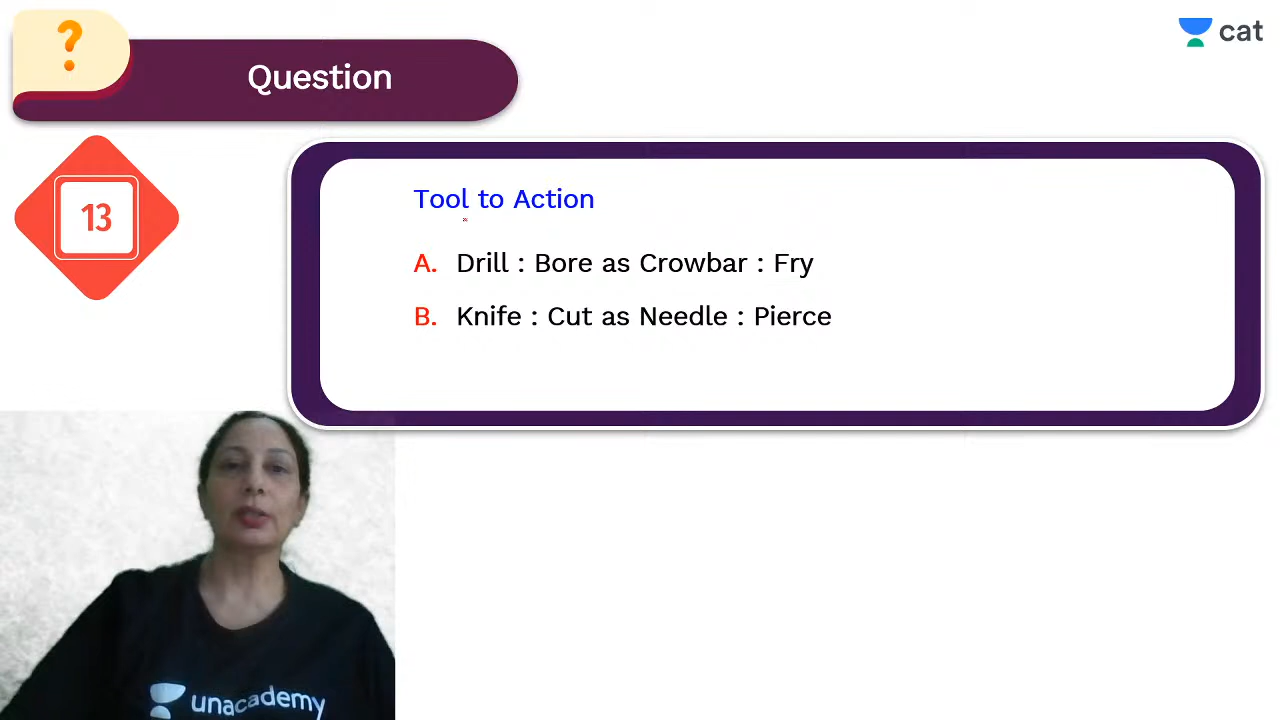 ?
Question
cat
13
Tool to Action
A. Drill : Bore as Crowbar : Fry
B. Knife : Cut as Needle : Pierce
unacademy